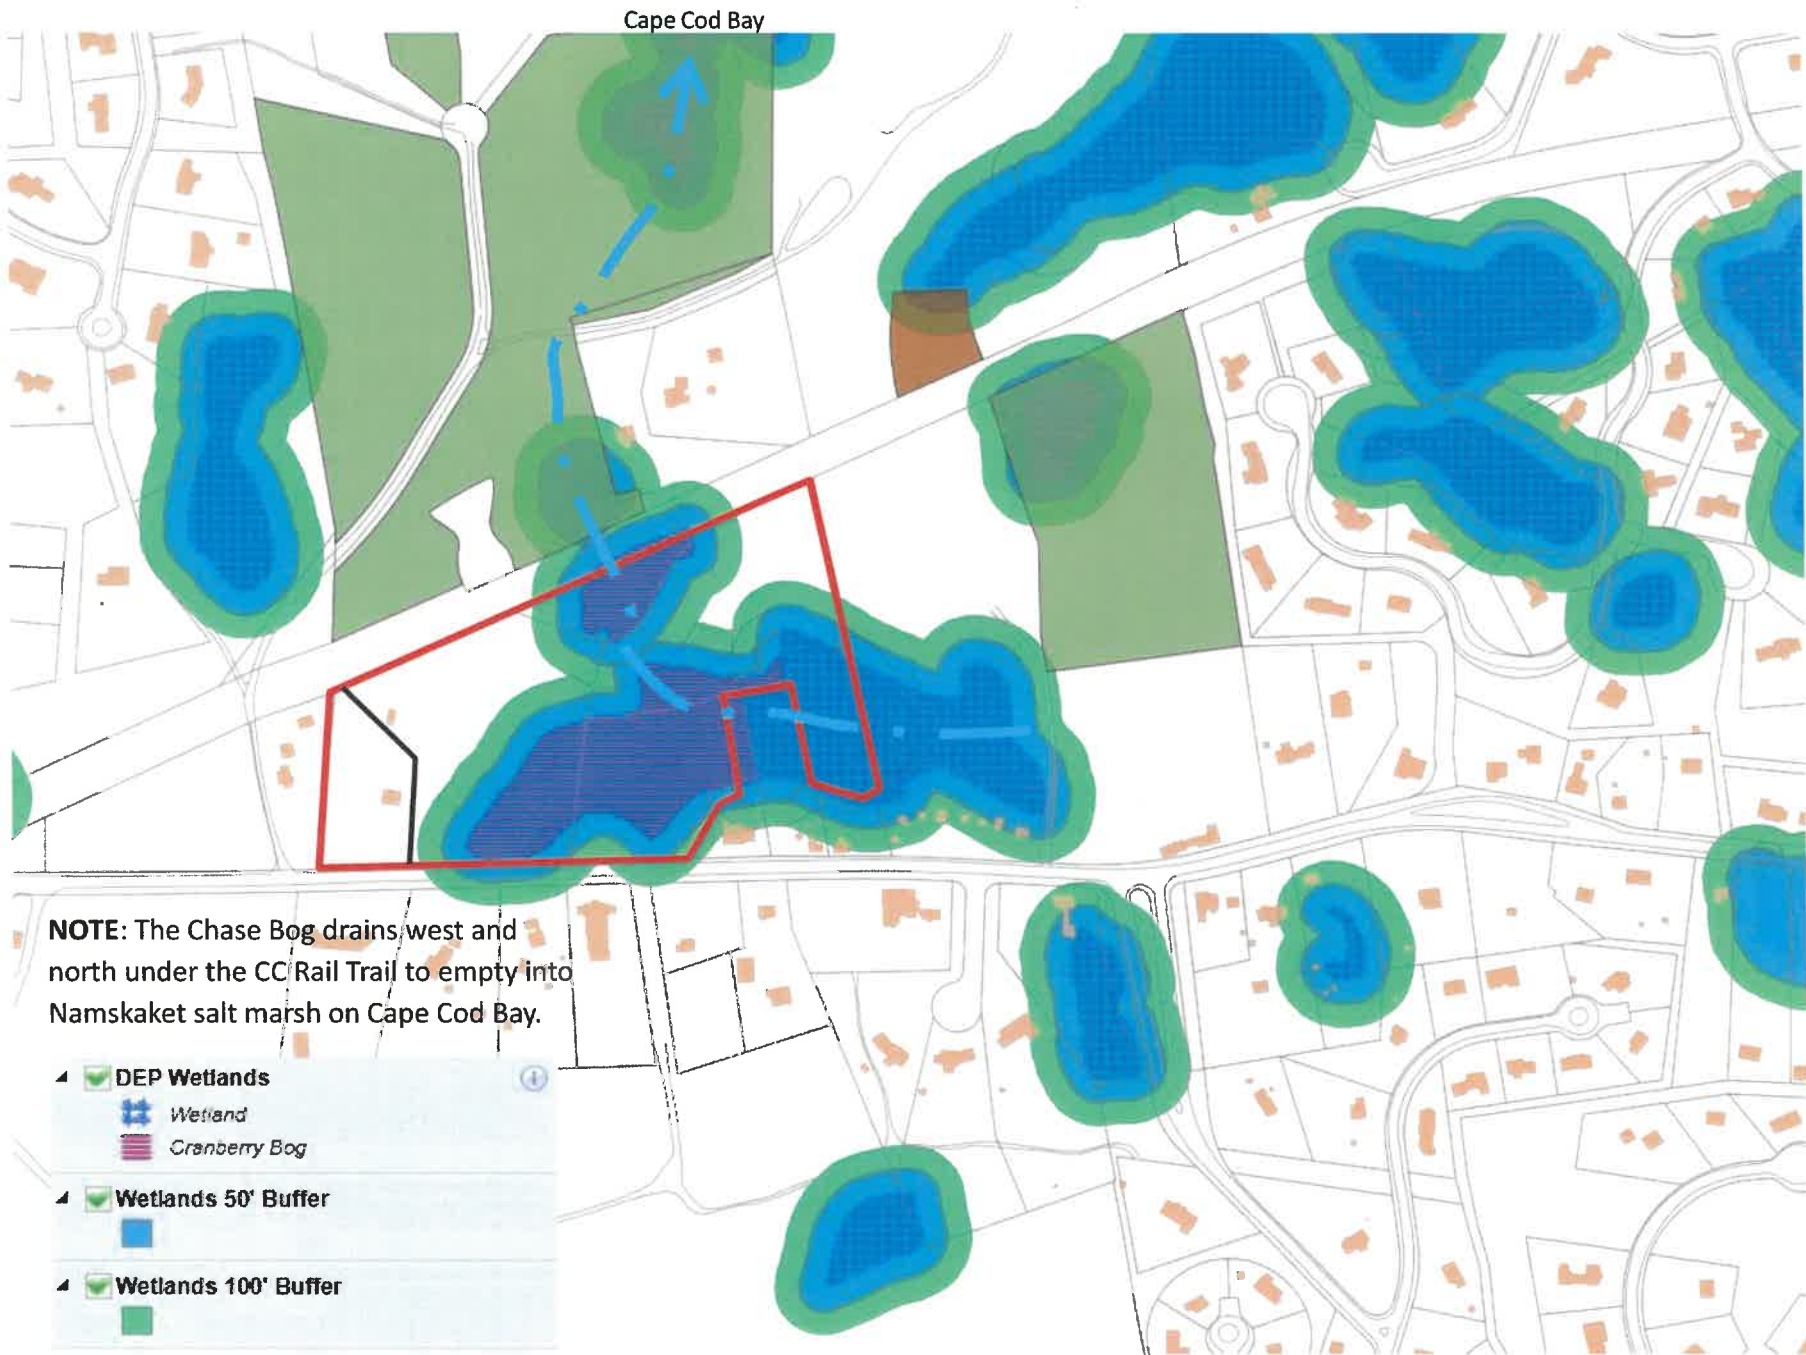 Cape Cod Bay
NOTE: The Chase Bog drains west and
north under the CC Rail Trail to empty into
Namskaket salt marsh on Cape Cod Bay.
DEP Wetlands
Wetland
Cranberry Bog
Wetlands 50' Buffer
Wetlands 100' Buffer